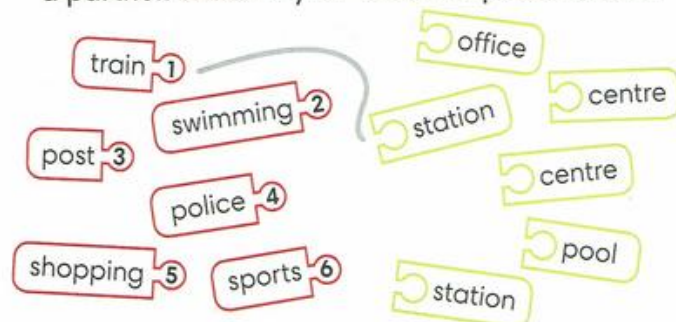 train 1
swimming 2
post 3
police 4
shopping 5
sports 6
office
centre
station
centre
pool
station